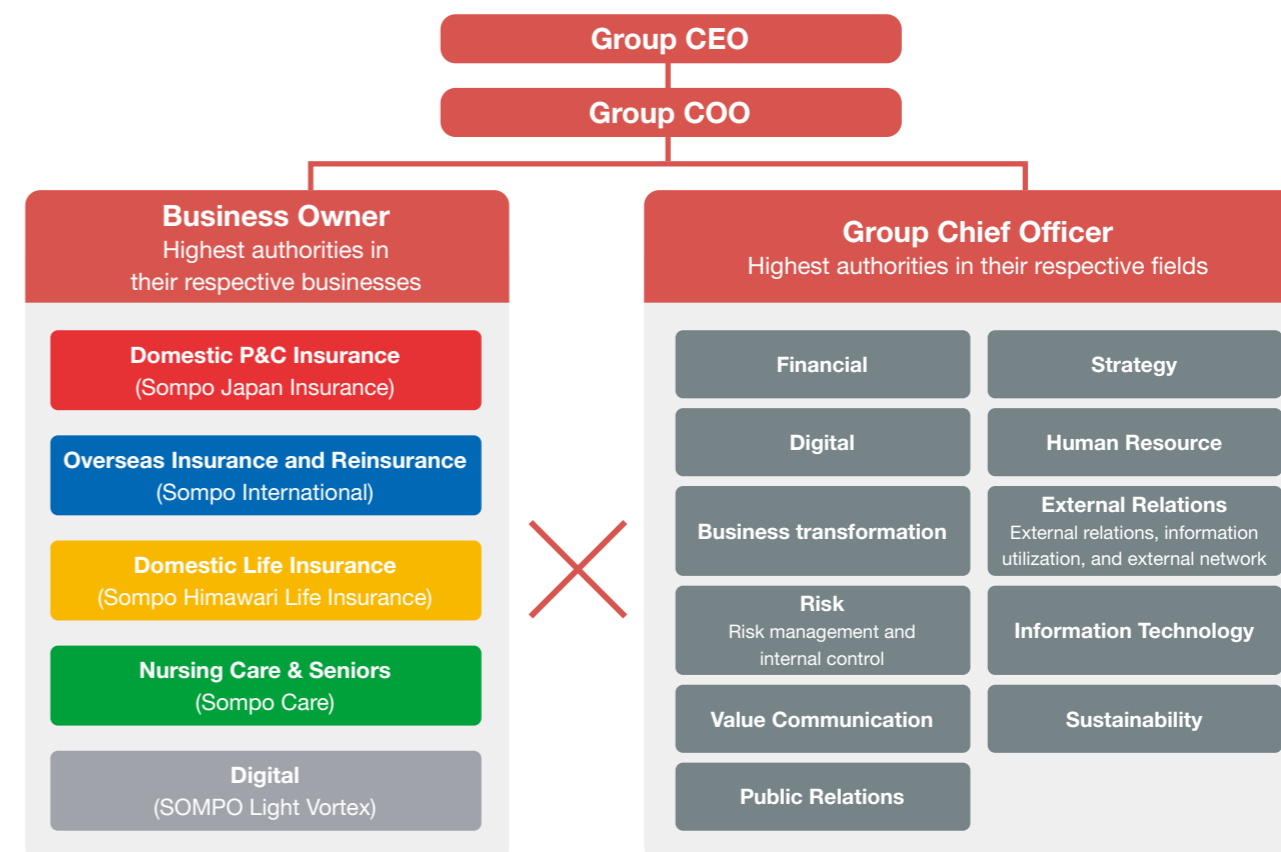 Group CEO
Group COO
Business Owner
Highest authorities in
their respective businesses
Domestic P&C Insurance
(Sompo Japan Insurance)
Overseas Insurance and Reinsurance
(Sompo International)
Domestic Life Insurance
(Sompo Himawari Life Insurance)
Nursing Care & Seniors
(Sompo Care)
Digital
(SOMPO Light Vortex)
Group Chief Officer
Highest authorities in their respective fields
Financial
Strategy
Digital
Human Resource
Business transformation
External Relations
External relations, information
utilization, and external network
Risk
Risk management and
internal control
Information Technology
Value Communication
Sustainability
Public Relations